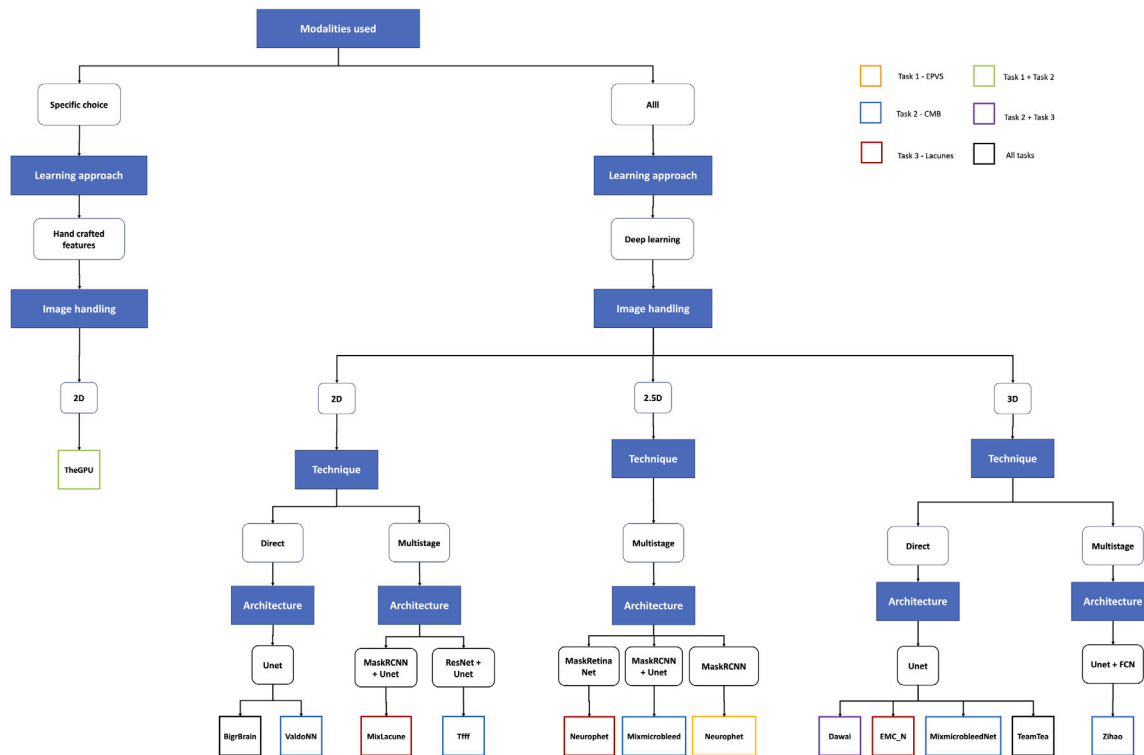 Modalities used
Specific choice
Alll
Task 1 - EPVS
Task 1 + Task 2
Task 2 - CMB
Task 2 + Task 3
Task 3 - Lacunes
All tasks
Learning approach
Learning approach
Hand crafted
features
Deep learning
Image handling
Image handling
2D
2D
2.5D
3D
TheGPU
Technique
Technique
Technique
Direct
Multistage
Multistage
Direct
Multistage
Architecture
Architecture
Architecture
Architecture
Architecture
Unet
MaskRCNN
+ Unet
ResNet +
Unet
MaskRetina
Net
MaskRCNN
+ Unet
MaskRCNN
Unet
Unet + FCN
BigrBrain
ValdoNN
MixLacune
Tfff
Neurophet
Mixmicrobleed
Neurophet
Dawai
EMC_N
MixmicrobleedNet
TeamTea
Zihao